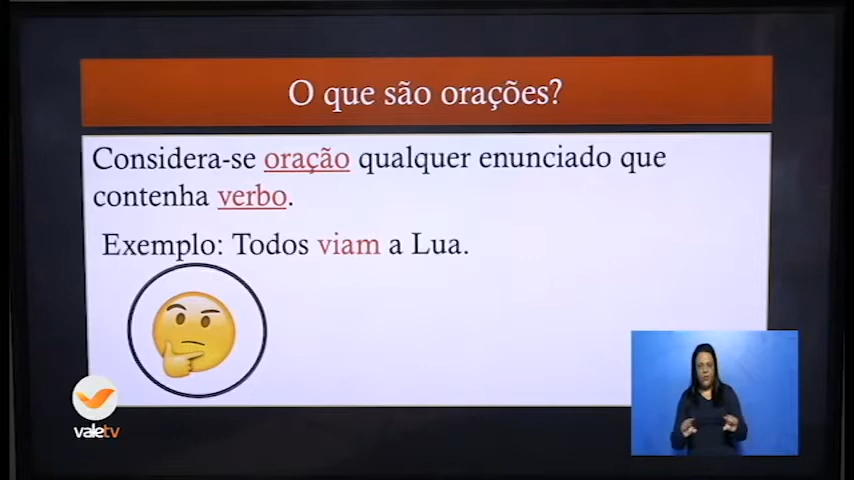 O que são orações?
Considera-se oração qualquer enunciado que
contenha verbo.
Exemplo: Todos viam a Lua.
valetv